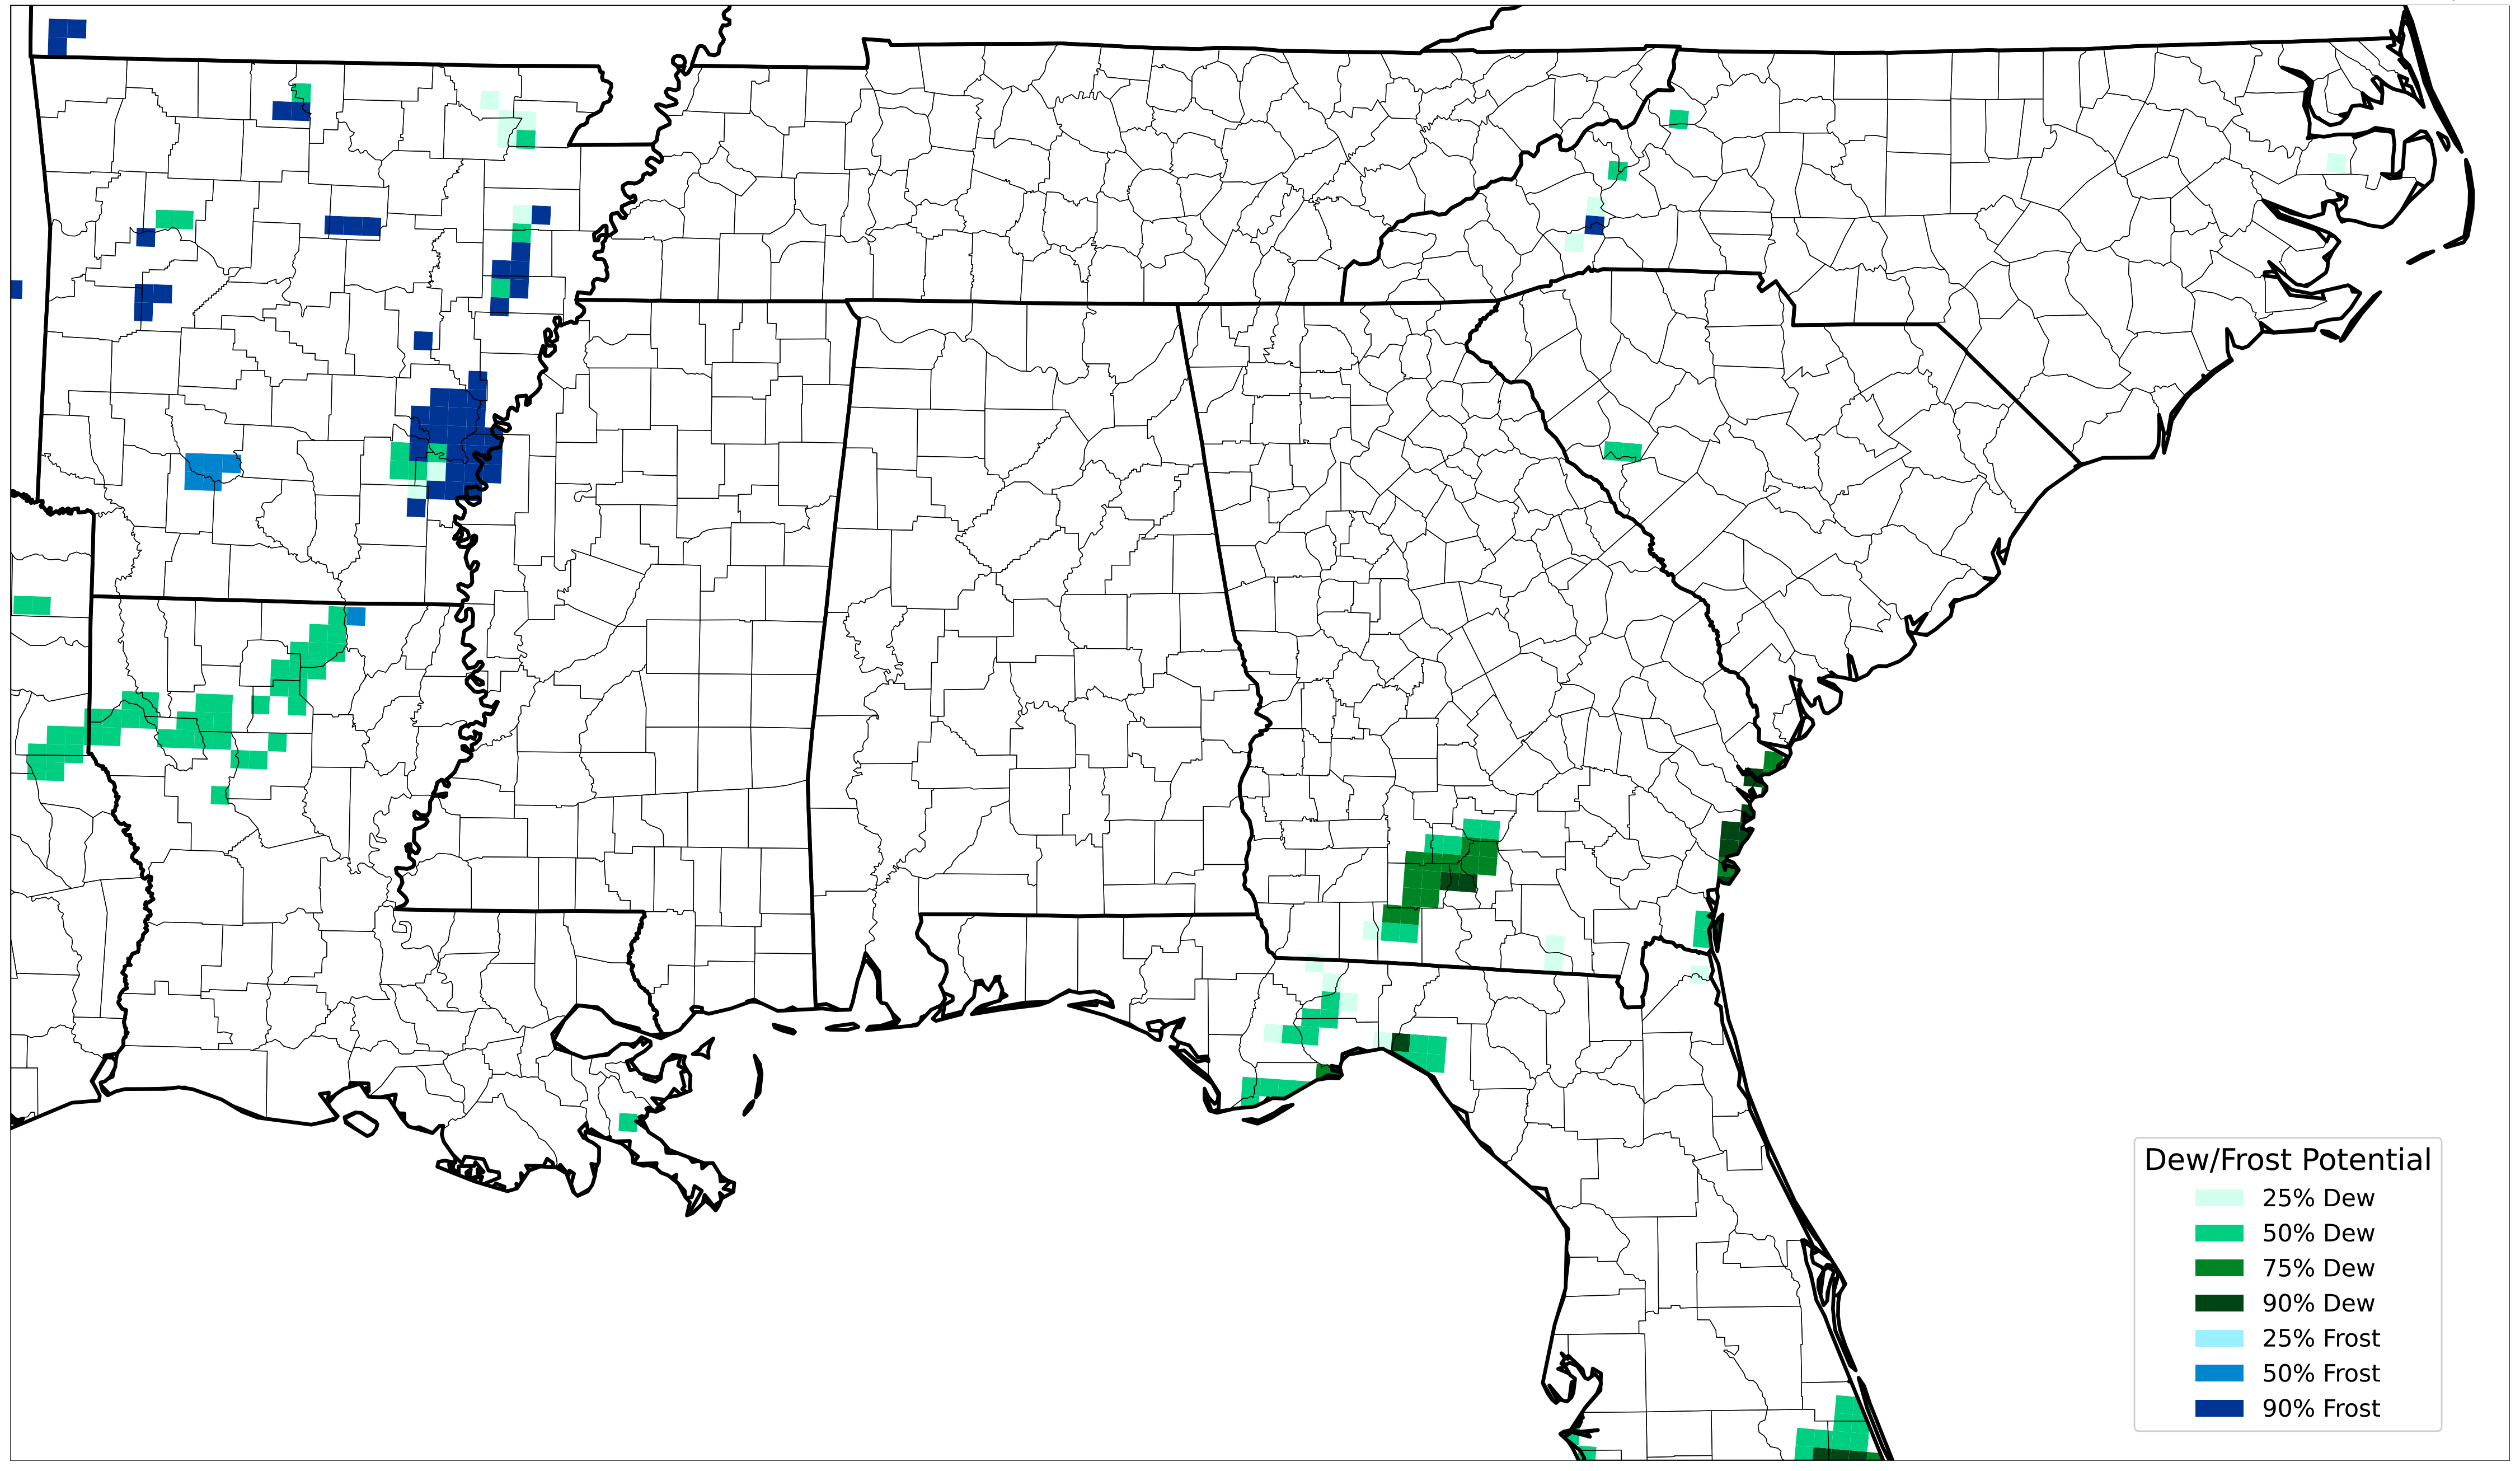 Dew/Frost Potential
25% Dew
50% Dew
75% Dew
90% Dew
25% Frost
50% Frost
90% Frost